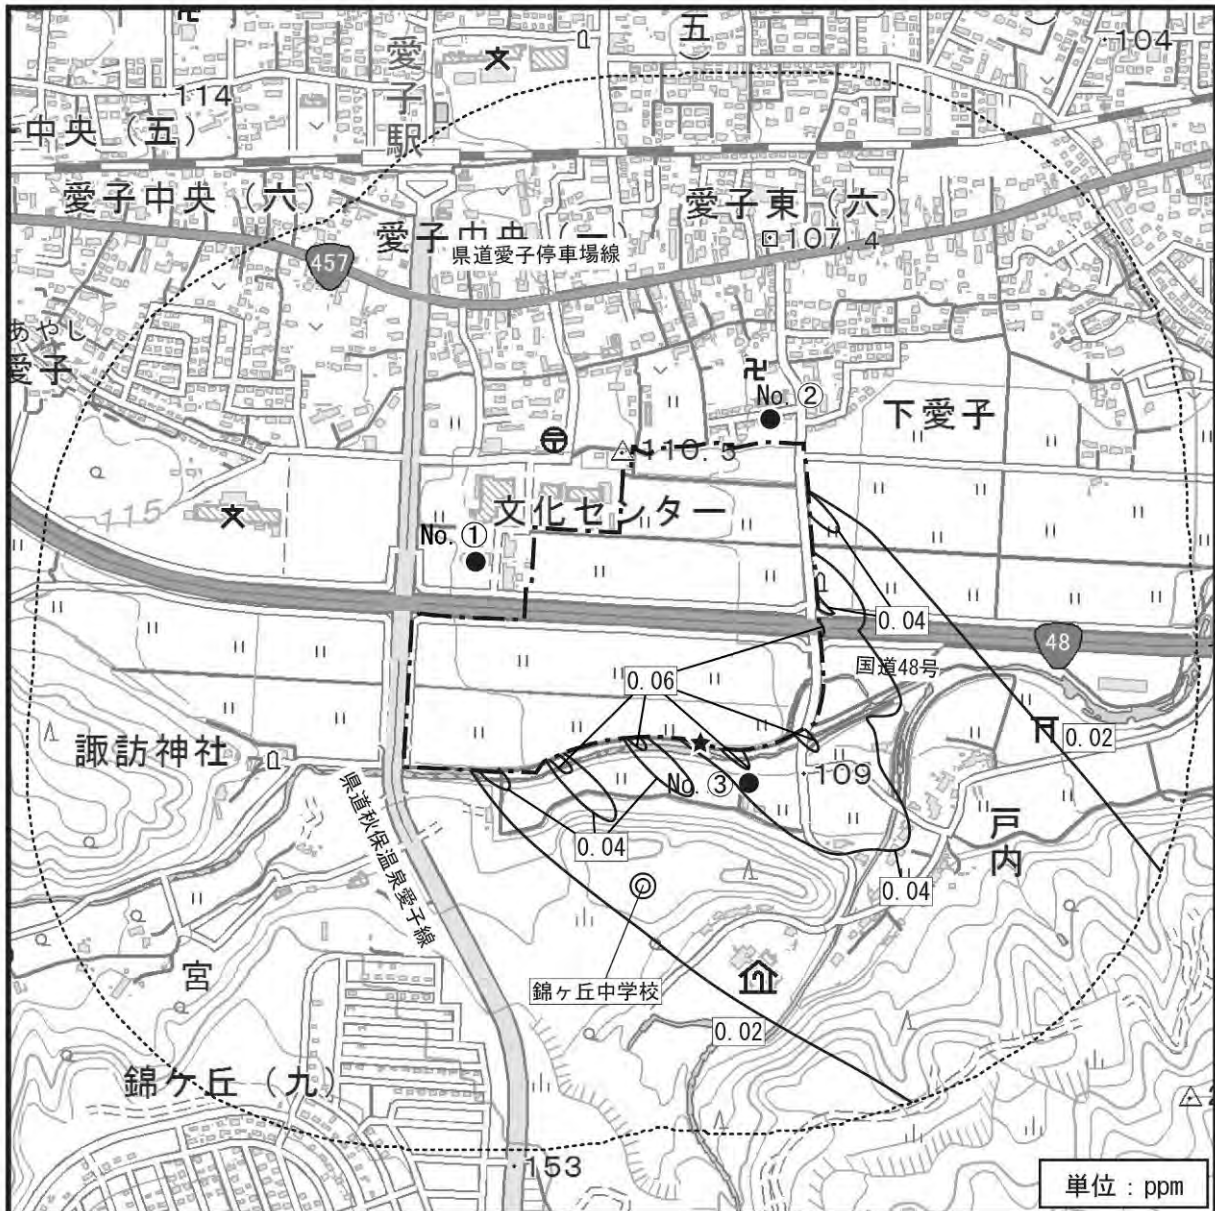 五
104
愛子駅
114
中央（五）
愛子中央（六）
愛子東（六）
107.4
愛子中央（一）
県道愛子停車場線
457
あやし
愛子
No.②
下愛子
110.5
文化センター
115
No.①
0.04
48
国道48号
0.06
諏訪神社
0.02
No.③
109
県道秋保温泉愛子線
0.04
戸内
0.04
宮
錦ヶ丘中学校
0.02
錦ケ丘（九）
153
単位：ppm